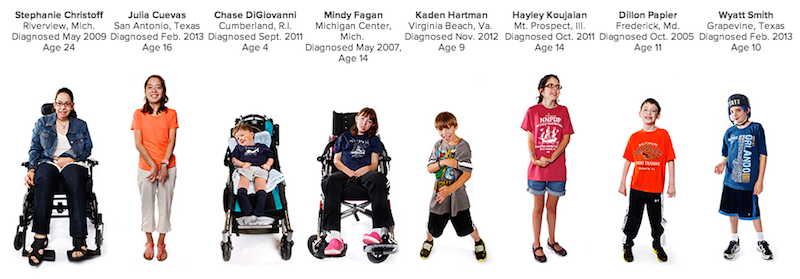 Stephanie Christoff
Riverview, Mich.
Diagnosed May 2009
Age 24
Julia Cuevas
San Antonio, Texas
Diagnosed Feb. 2013
Age 16
Chase DiGiovanni
Cumberland, R.I.
Diagnosed Sept. 2011
Age 4
Mindy Fagan
Michigan Center,
Mich.
Diagnosed May 2007,
Age 14
Kaden Hartman
Virginia Beach, Va.
Diagnosed Nov. 2012
Age 9
Hayley Koujaian
Mt. Prospect, Ill.
Diagnosed Oct. 2011
Age 14
Dillon Papier
Frederick, Md.
Diagnosed Oct. 2005
Age 11
Wyatt Smith
Grapevine, Texas
Diagnosed Feb. 2013
Age 10
NNPDF
WYATT
ORLANDO